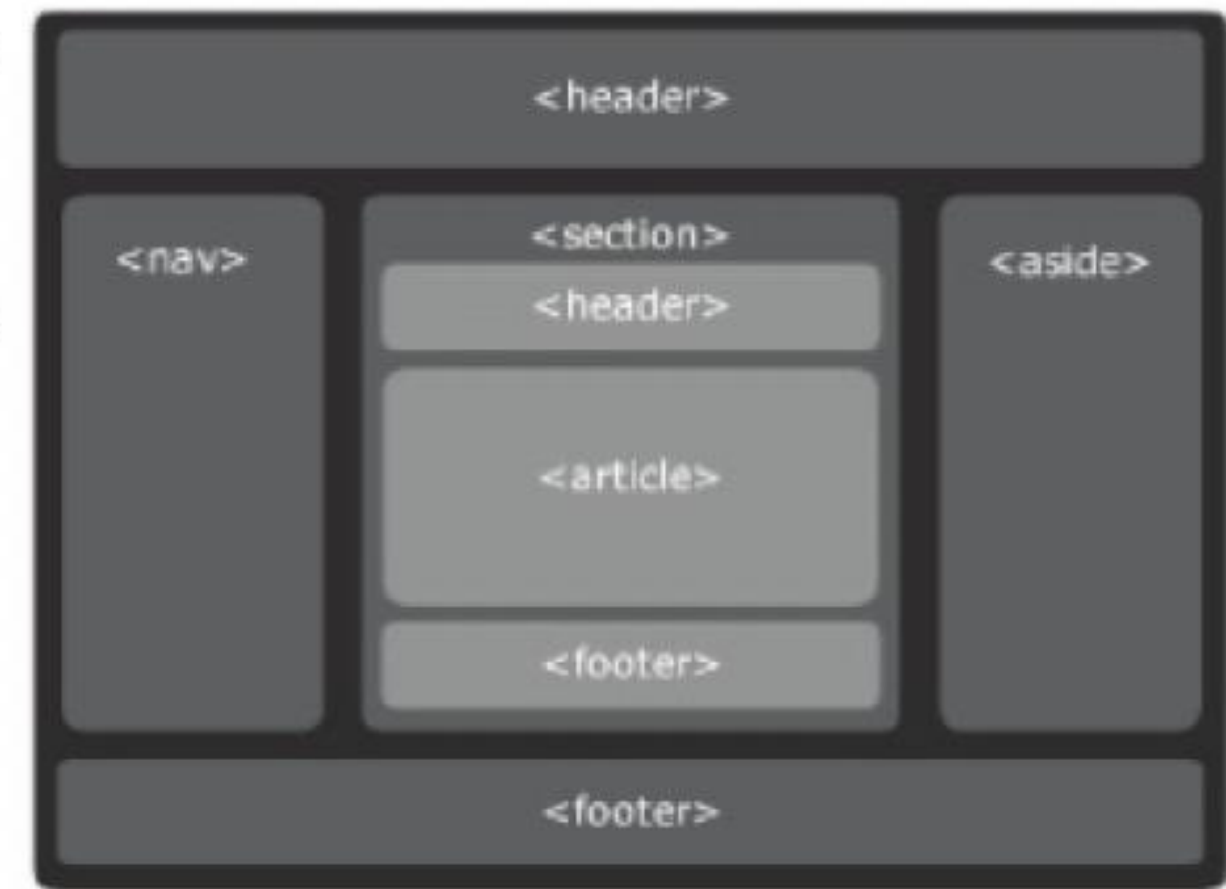 <header>
<nav>
<section>
<header>
<article>
<footer>
<aside>
<footer>